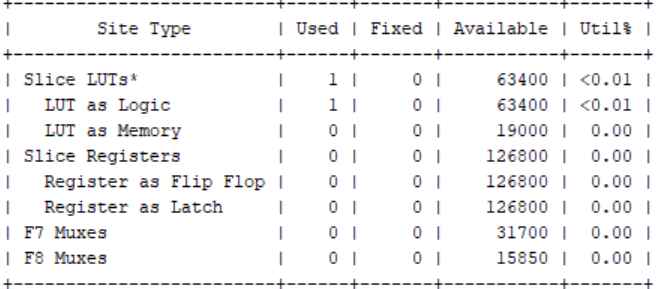 +----------------------------+------+-------+-----------+-------+
|          Site Type         | Used | Fixed | Available | Util% |
+----------------------------+------+-------+-----------+-------+
| Slice LUTs*                |    1 |     0 |     63400 | <0.01 |
|   LUT as Logic             |    1 |     0 |     63400 | <0.01 |
|   LUT as Memory            |    0 |     0 |     19000 |  0.00 |
| Slice Registers            |    0 |     0 |    126800 |  0.00 |
|   Register as Flip Flop    |    0 |     0 |    126800 |  0.00 |
|   Register as Latch        |    0 |     0 |    126800 |  0.00 |
| F7 Muxes                   |    0 |     0 |     31700 |  0.00 |
| F8 Muxes                   |    0 |     0 |     15850 |  0.00 |
+----------------------------+------+-------+-----------+-------+